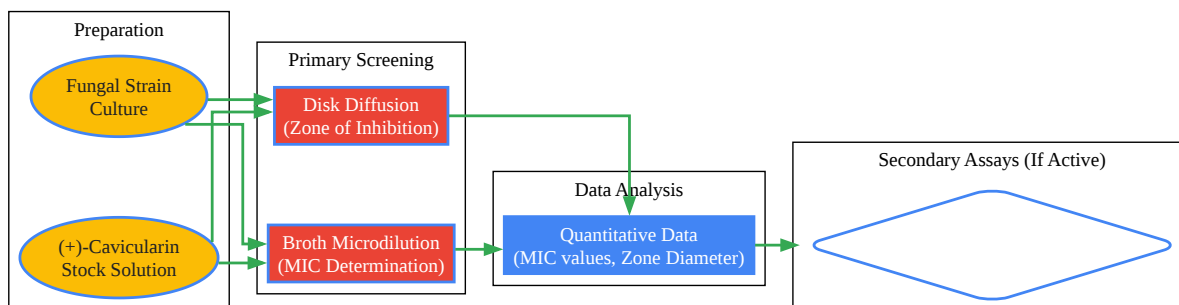 Preparation
Fungal Strain
Culture
(+)-Cavicularin
Stock Solution
Primary Screening
Disk Diffusion
(Zone of Inhibition)
Broth Microdilution
(MIC Determination)
Data Analysis
Quantitative Data
(MIC values, Zone Diameter)
Secondary Assays (If Active)